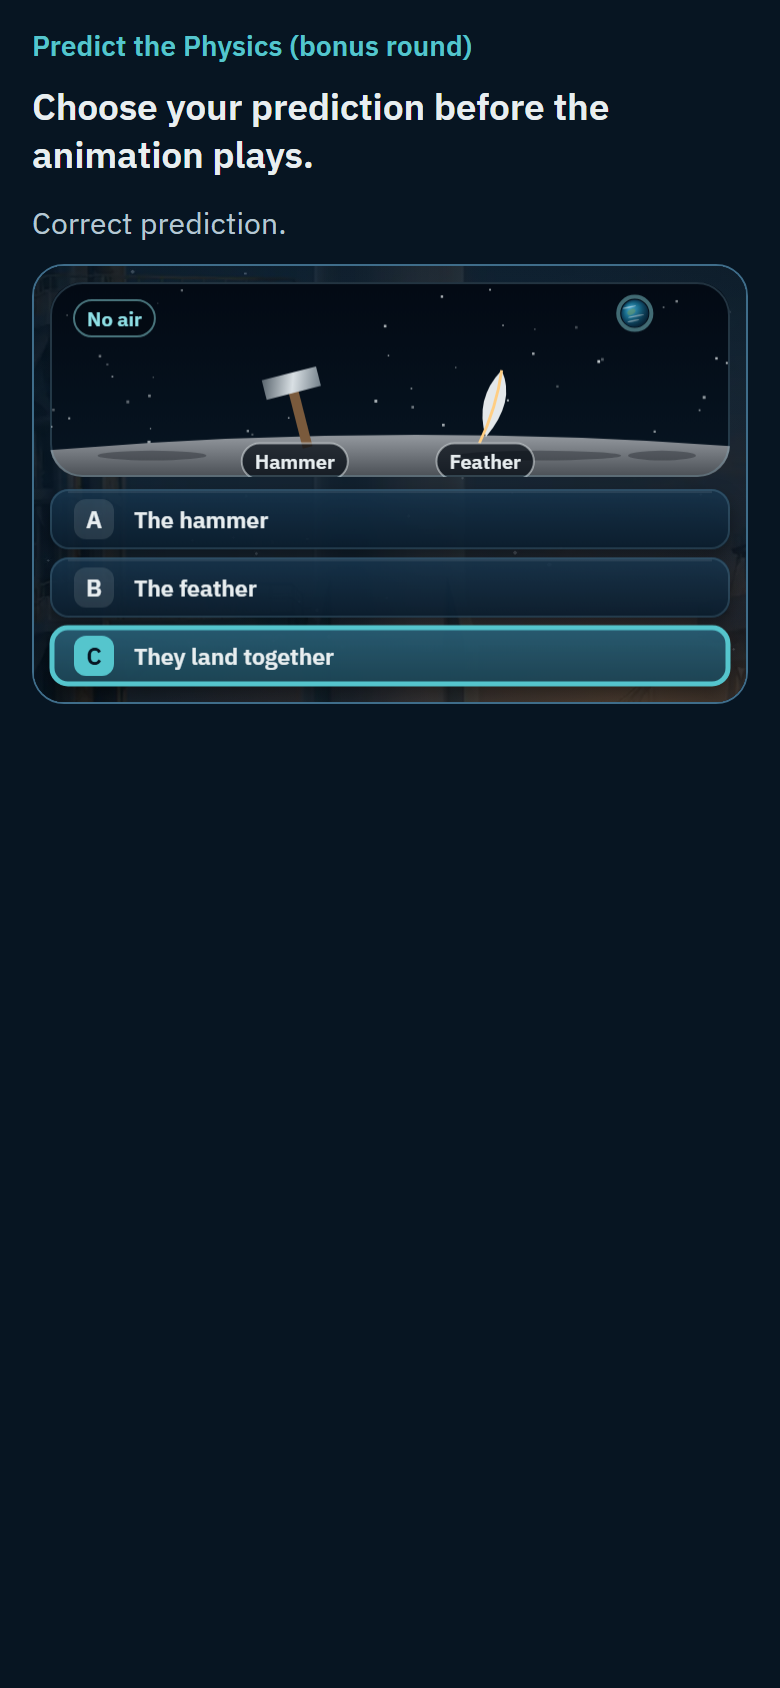 Predict the Physics (bonus round)
Choose your prediction before the
animation plays.
Correct prediction.
No air
Hammer
Feather
A The hammer
B The feather
C They land together